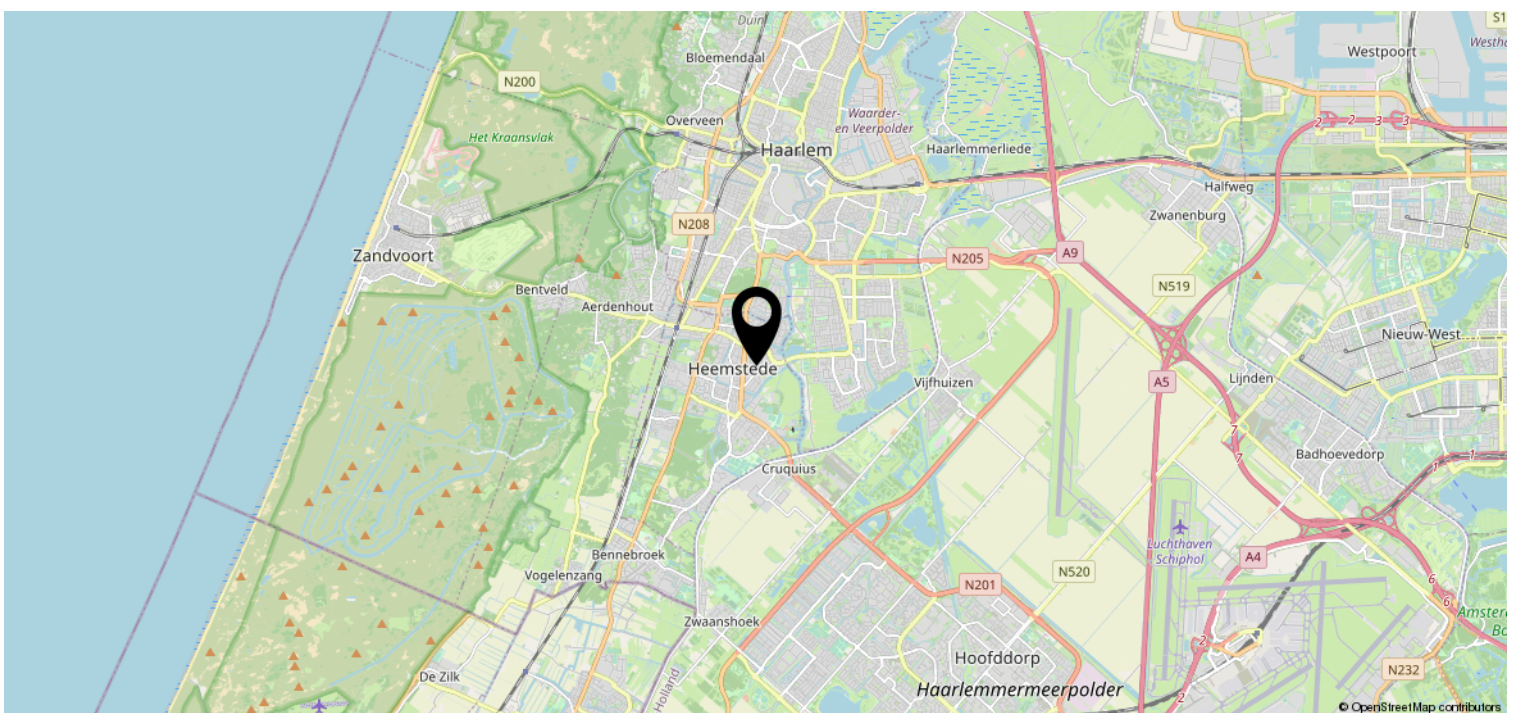 Duin
S1
Bloemendaal
Westpoort
N200
Overveen
Waarder-
en Veerpolder
2
2
3
3
Het Kraansvlak
Haarlem
Haarlemmerliede
Halfweg
Zwanenburg
N208
Zandvoort
N205
A9
Bentveld
N519
Aerdenhout
Nieuw-West
Heemstede
Vijfhuizen
A5
Lijnden
7
7
Badhoevedorp
1
1
Cruquius
Luchthaven
Schiphol
Bennebroek
A4
Vogelenzang
N520
N201
6
6
Zwaanshoek
2
Hoofddorp
De Zilk
Holland
N232
Haarlemmermeerpolder
2
© OpenStreetMap contributors